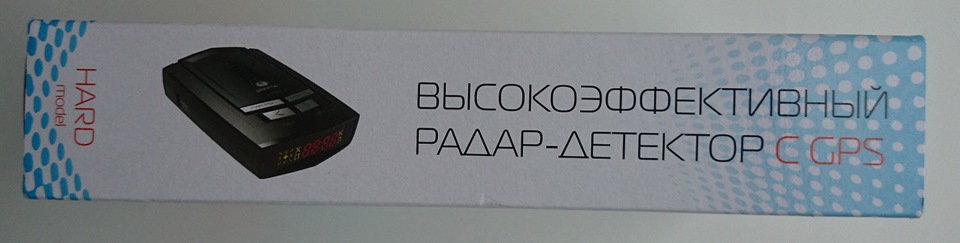 HARD
model
ВЫСОКОЭФФЕКТИВНЫЙ
РАДАР-ДЕТЕКТОР С GPS